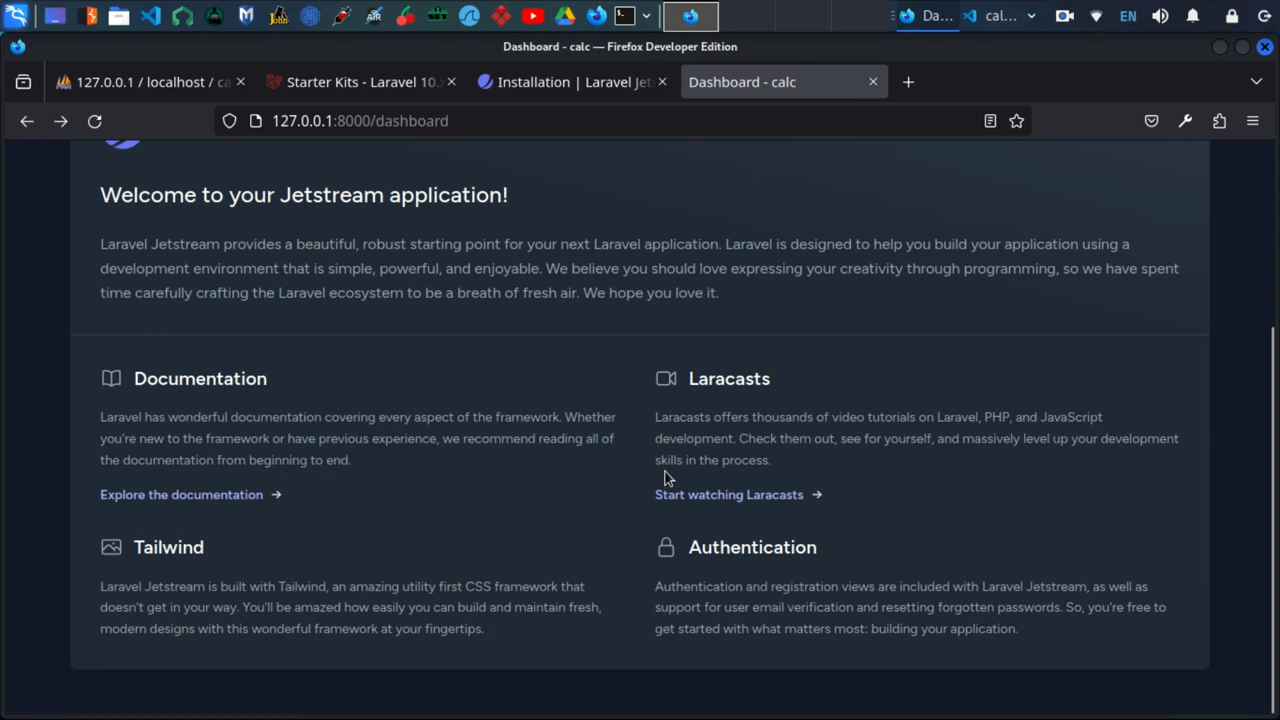 Da...
cal...
EN
Dashboard - calc — Firefox Developer Edition
127.0.0.1 / localhost / ca
Starter Kits - Laravel 10.
Installation | Laravel Jet
Dashboard - calc
127.0.0.1:8000/dashboard
Welcome to your Jetstream application!
Laravel Jetstream provides a beautiful, robust starting point for your next Laravel application. Laravel is designed to help you build your application using a
development environment that is simple, powerful, and enjoyable. We believe you should love expressing your creativity through programming, so we have spent
time carefully crafting the Laravel ecosystem to be a breath of fresh air. We hope you love it.
Documentation
Laravel has wonderful documentation covering every aspect of the framework. Whether
you're new to the framework or have previous experience, we recommend reading all of
the documentation from beginning to end.
Explore the documentation
Laracasts
Laracasts offers thousands of video tutorials on Laravel, PHP, and JavaScript
development. Check them out, see for yourself, and massively level up your development
skills in the process.
Start watching Laracasts
Tailwind
Laravel Jetstream is built with Tailwind, an amazing utility first CSS framework that
doesn't get in your way. You'll be amazed how easily you can build and maintain fresh,
modern designs with this wonderful framework at your fingertips.
Authentication
Authentication and registration views are included with Laravel Jetstream, as well as
support for user email verification and resetting forgotten passwords. So, you're free to
get started with what matters most: building your application.